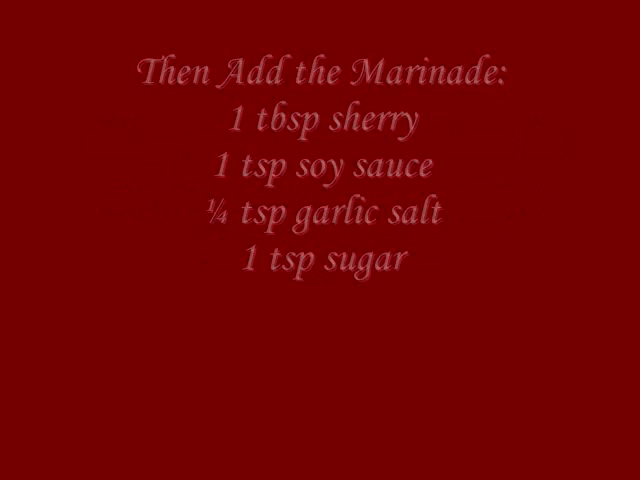 Then Add the Marinade:
1 tbsp sherry
1 tsp soy sauce
¼ tsp garlic salt
1 tsp sugar